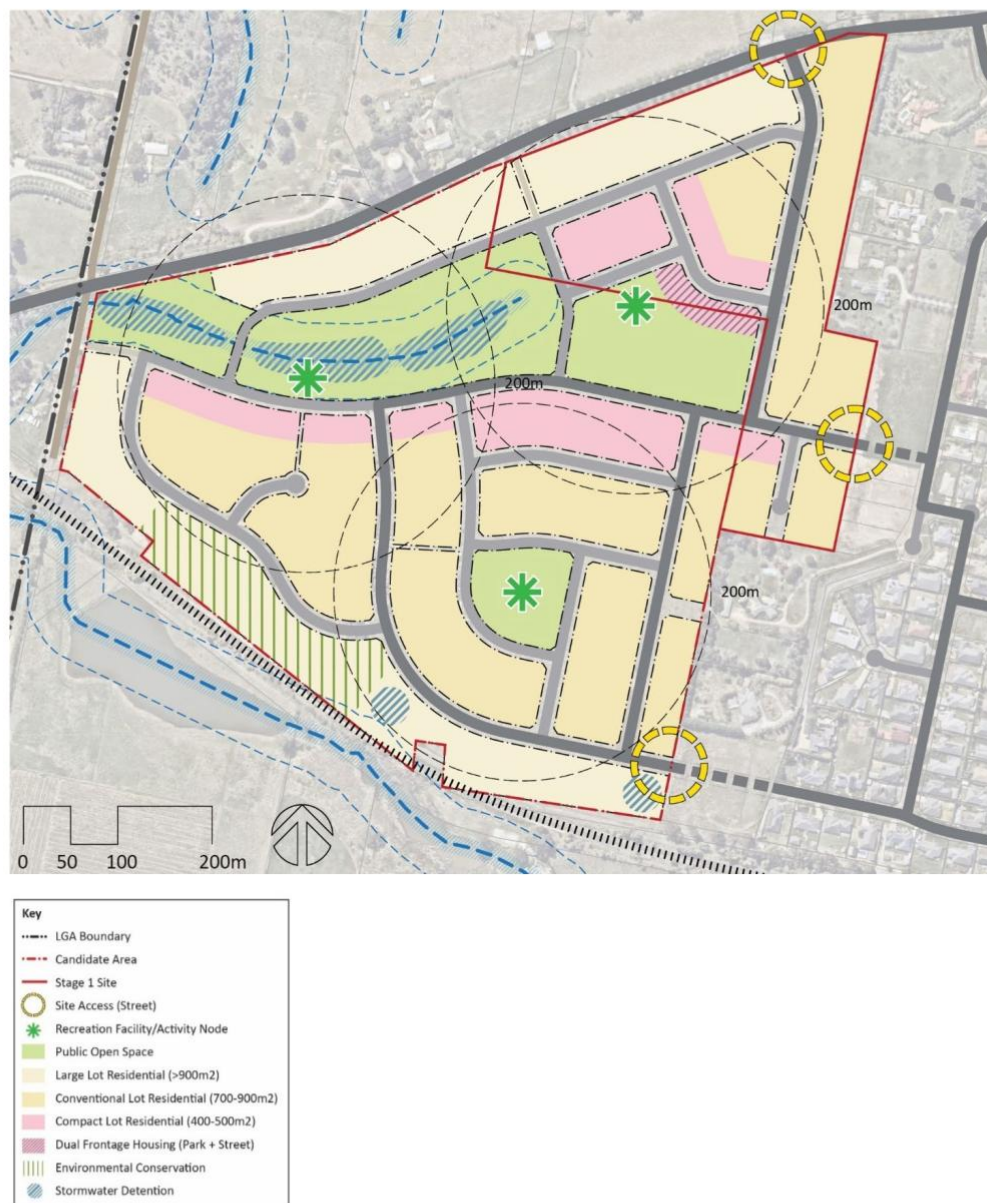 200m
200m
200m
0 50 100 200m
Key
LGA Boundary
Candidate Area
Stage 1 Site
Site Access (Street)
Recreation Facility/Activity Node
Public Open Space
Large Lot Residential (>900m2)
Conventional Lot Residential (700-900m2)
Compact Lot Residential (400-500m2)
Dual Frontage Housing (Park + Street)
Environmental Conservation
Stormwater Detention